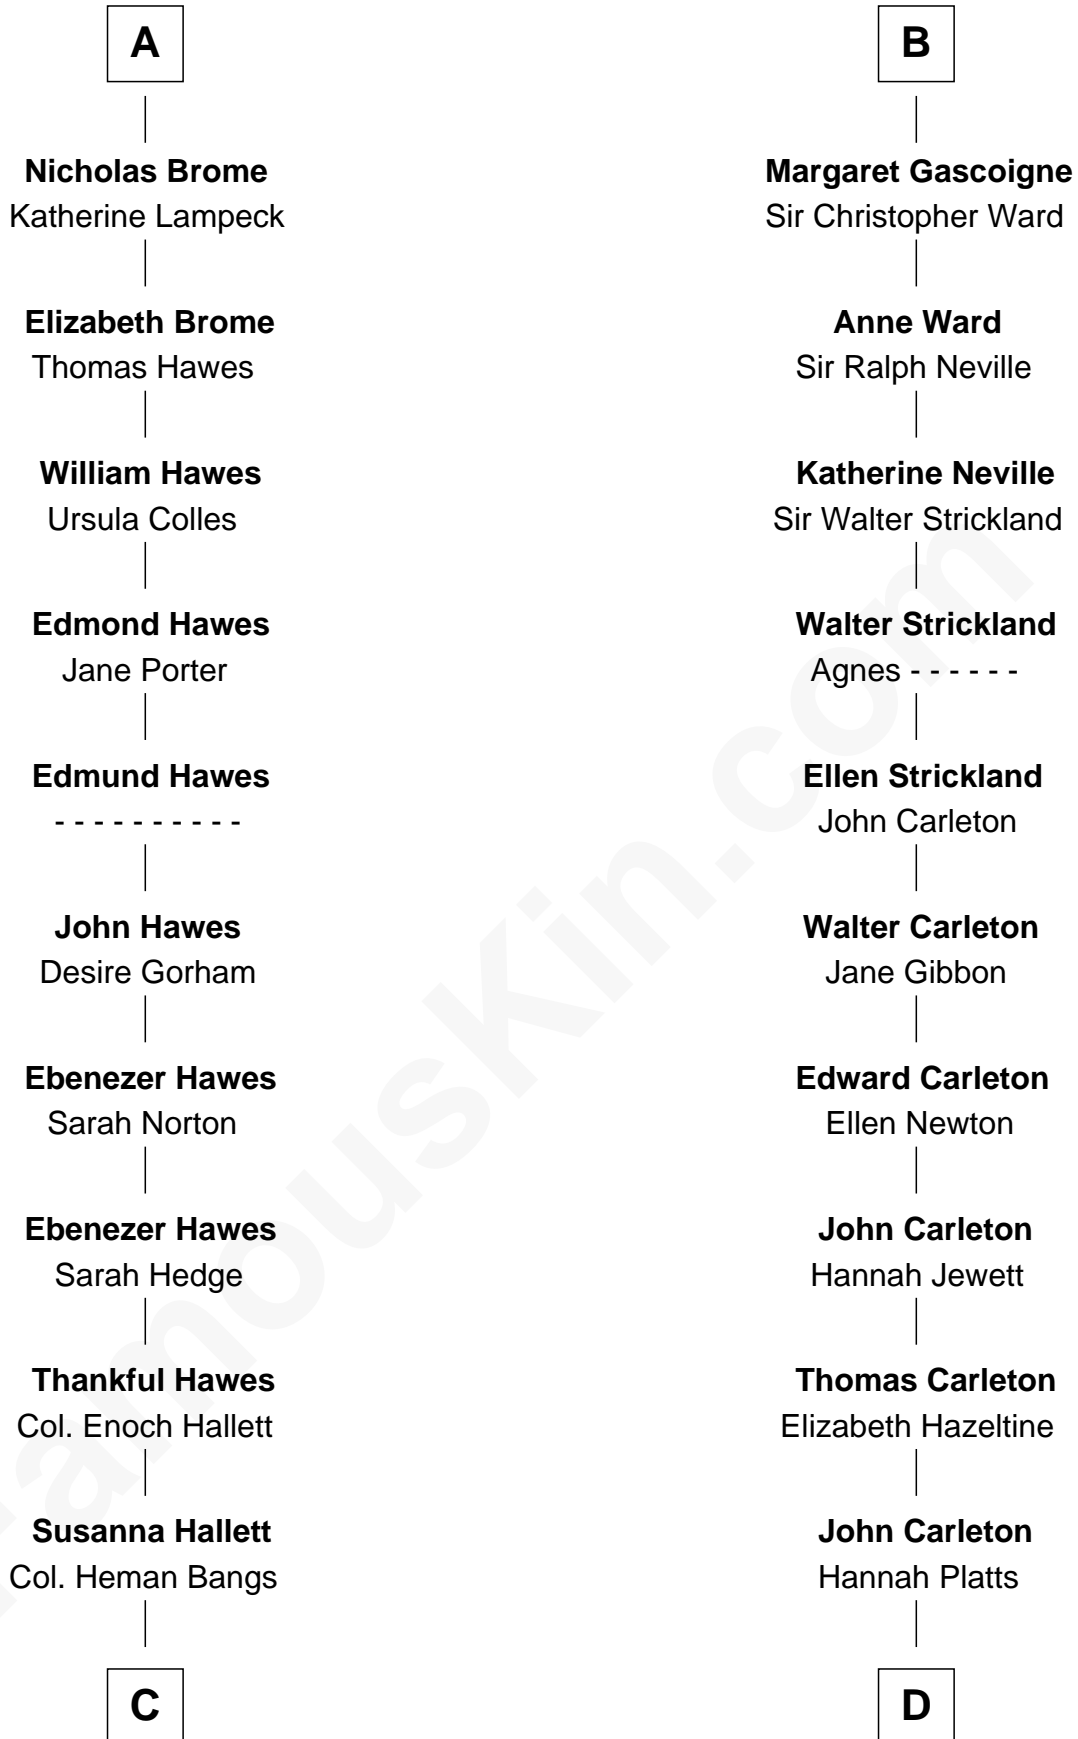 A
Nicholas Brome
Katherine Lampeck
Elizabeth Brome
Thomas Hawes
William Hawes
Ursula Colles
Edmond Hawes
Jane Porter
Edmund Hawes
- - - - - - - - - -
John Hawes
Desire Gorham
Ebenezer Hawes
Sarah Norton
Ebenezer Hawes
Sarah Hedge
Thankful Hawes
Col. Enoch Hallett
Susanna Hallett
Col. Heman Bangs
C
B
Margaret Gascoigne
Sir Christopher Ward
Anne Ward
Sir Ralph Neville
Katherine Neville
Sir Walter Strickland
Walter Strickland
Agnes - - - - - -
Ellen Strickland
John Carleton
Walter Carleton
Jane Gibbon
Edward Carleton
Ellen Newton
John Carleton
Hannah Jewett
Thomas Carleton
Elizabeth Hazeltine
John Carleton
Hannah Platts
D
FamousKin.com